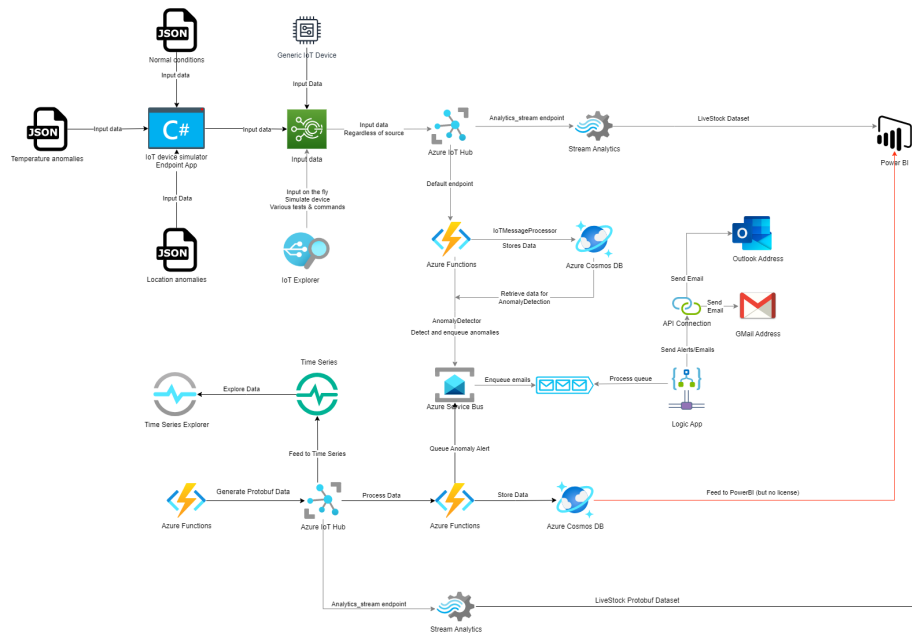 JSON
Normal conditions
Input data
Generic IoT Device
Input Data
JSON
Temperature anomalies
Input data
C#
IoT device simulator
Endpoint App
Input data
Input data
Input data
Regardless of source
Azure IoT Hub
Analytics_stream endpoint
Stream Analytics
LiveStock Dataset
Power BI
Input Data
JSON
Location anomalies
Input on the fly
Simulate device
Various tests & commands
IoT Explorer
Default endpoint
Azure Functions
IoTMessageProcessor
Stores Data
Azure Cosmos DB
Retrieve data for
AnomalyDetection
AnomalyDetector
Detect and enqueue anomalies
Outlook Address
Send Email
API Connection
Send
Email
GMail Address
Send Alerts/Emails
Azure Service Bus
Enqueue emails
Process queue
Logic App
Time Series Explorer
Explore Data
Time Series
Feed to Time Series
Queue Anomaly Alert
Azure Functions
Generate Protobuf Data
Azure IoT Hub
Process Data
Azure Functions
Store Data
Azure Cosmos DB
Feed to PowerBI (but no license)
Analytics_stream endpoint
Stream Analytics
LiveStock Protobuf Dataset